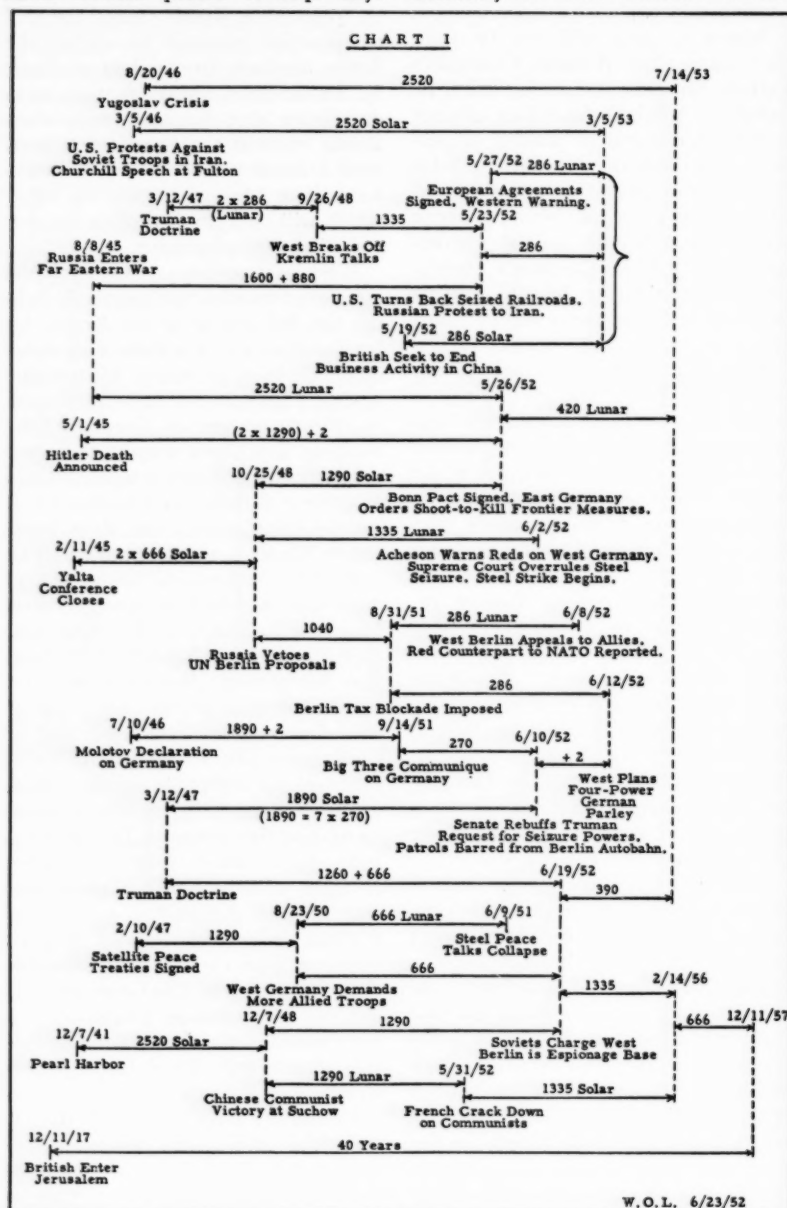 CHART I
8/20/46 2520 7/14/53
Yugoslav Crisis
3/5/46 2520 Solar 3/5/53
U.S. Protests Against
Soviet Troops in Iran.
Churchill Speech at Fulton
5/27/52 286 Lunar
European Agreements
Signed. Western Warning.
3/12/47 2 x 286 9/26/48
(Lunar)
Truman
Doctrine
1335 5/23/52
West Breaks Off
Kremlin Talks
8/8/45
Russia Enters
Far Eastern War
286
1600 + 880
U.S. Turns Back Seized Railroads.
Russian Protest to Iran.
5/19/52 286 Solar
British Seek to End
Business Activity in China
2520 Lunar 5/26/52
420 Lunar
5/1/45 (2 x 1290) + 2
Hitler Death
Announced
10/25/48 1290 Solar
Bonn Pact Signed. East Germany
Orders Shoot-to-Kill Frontier Measures.
1335 Lunar 6/2/52
Acheson Warns Reds on West Germany.
Supreme Court Overrules Steel
Seizure. Steel Strike Begins.
2/11/45 2 x 666 Solar
Yalta
Conference
Closes
8/31/51 286 Lunar 6/8/52
West Berlin Appeals to Allies.
Red Counterpart to NATO Reported.
1040
Russia Vetoes
UN Berlin Proposals
286 6/12/52
Berlin Tax Blockade Imposed
7/10/46 1890 + 2 9/14/51
Molotov Declaration
on Germany
270 6/10/52
Big Three Communique
on Germany
+ 2
West Plans
Four-Power
German
Parley
3/12/47 1890 Solar
(1890 = 7 x 270)
Senate Rebuffs Truman
Request for Seizure Powers.
Patrols Barred from Berlin Autobahn.
1260 + 666 6/19/52
Truman Doctrine
390
8/23/50 666 Lunar 6/9/51
Steel Peace
Talks Collapse
2/10/47 1290
Satellite Peace
Treaties Signed
666
West Germany Demands
More Allied Troops
1335 2/14/56
12/7/48 1290
Soviets Charge West
Berlin is Espionage Base
666 12/11/57
12/7/41 2520 Solar
Pearl Harbor
1290 Lunar 5/31/52
Chinese Communist
Victory at Suchow
1335 Solar
French Crack Down
on Communists
12/11/17 40 Years
British Enter
Jerusalem
W.O.L. 6/23/52